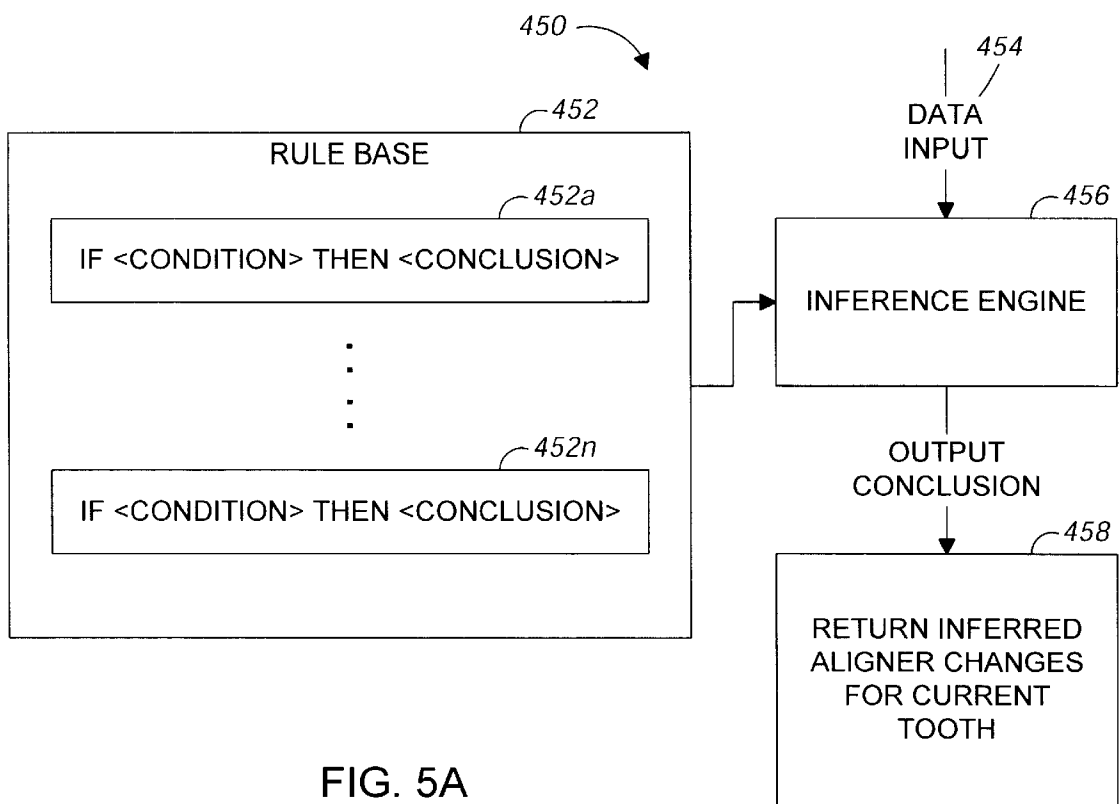 450
454
452
DATA
INPUT
RULE BASE
452a
456
IF <CONDITION> THEN <CONCLUSION>
INFERENCE ENGINE
452n
OUTPUT
CONCLUSION
IF <CONDITION> THEN <CONCLUSION>
458
RETURN INFERRED
ALIGNER CHANGES
FOR CURRENT
TOOTH
FIG. 5A